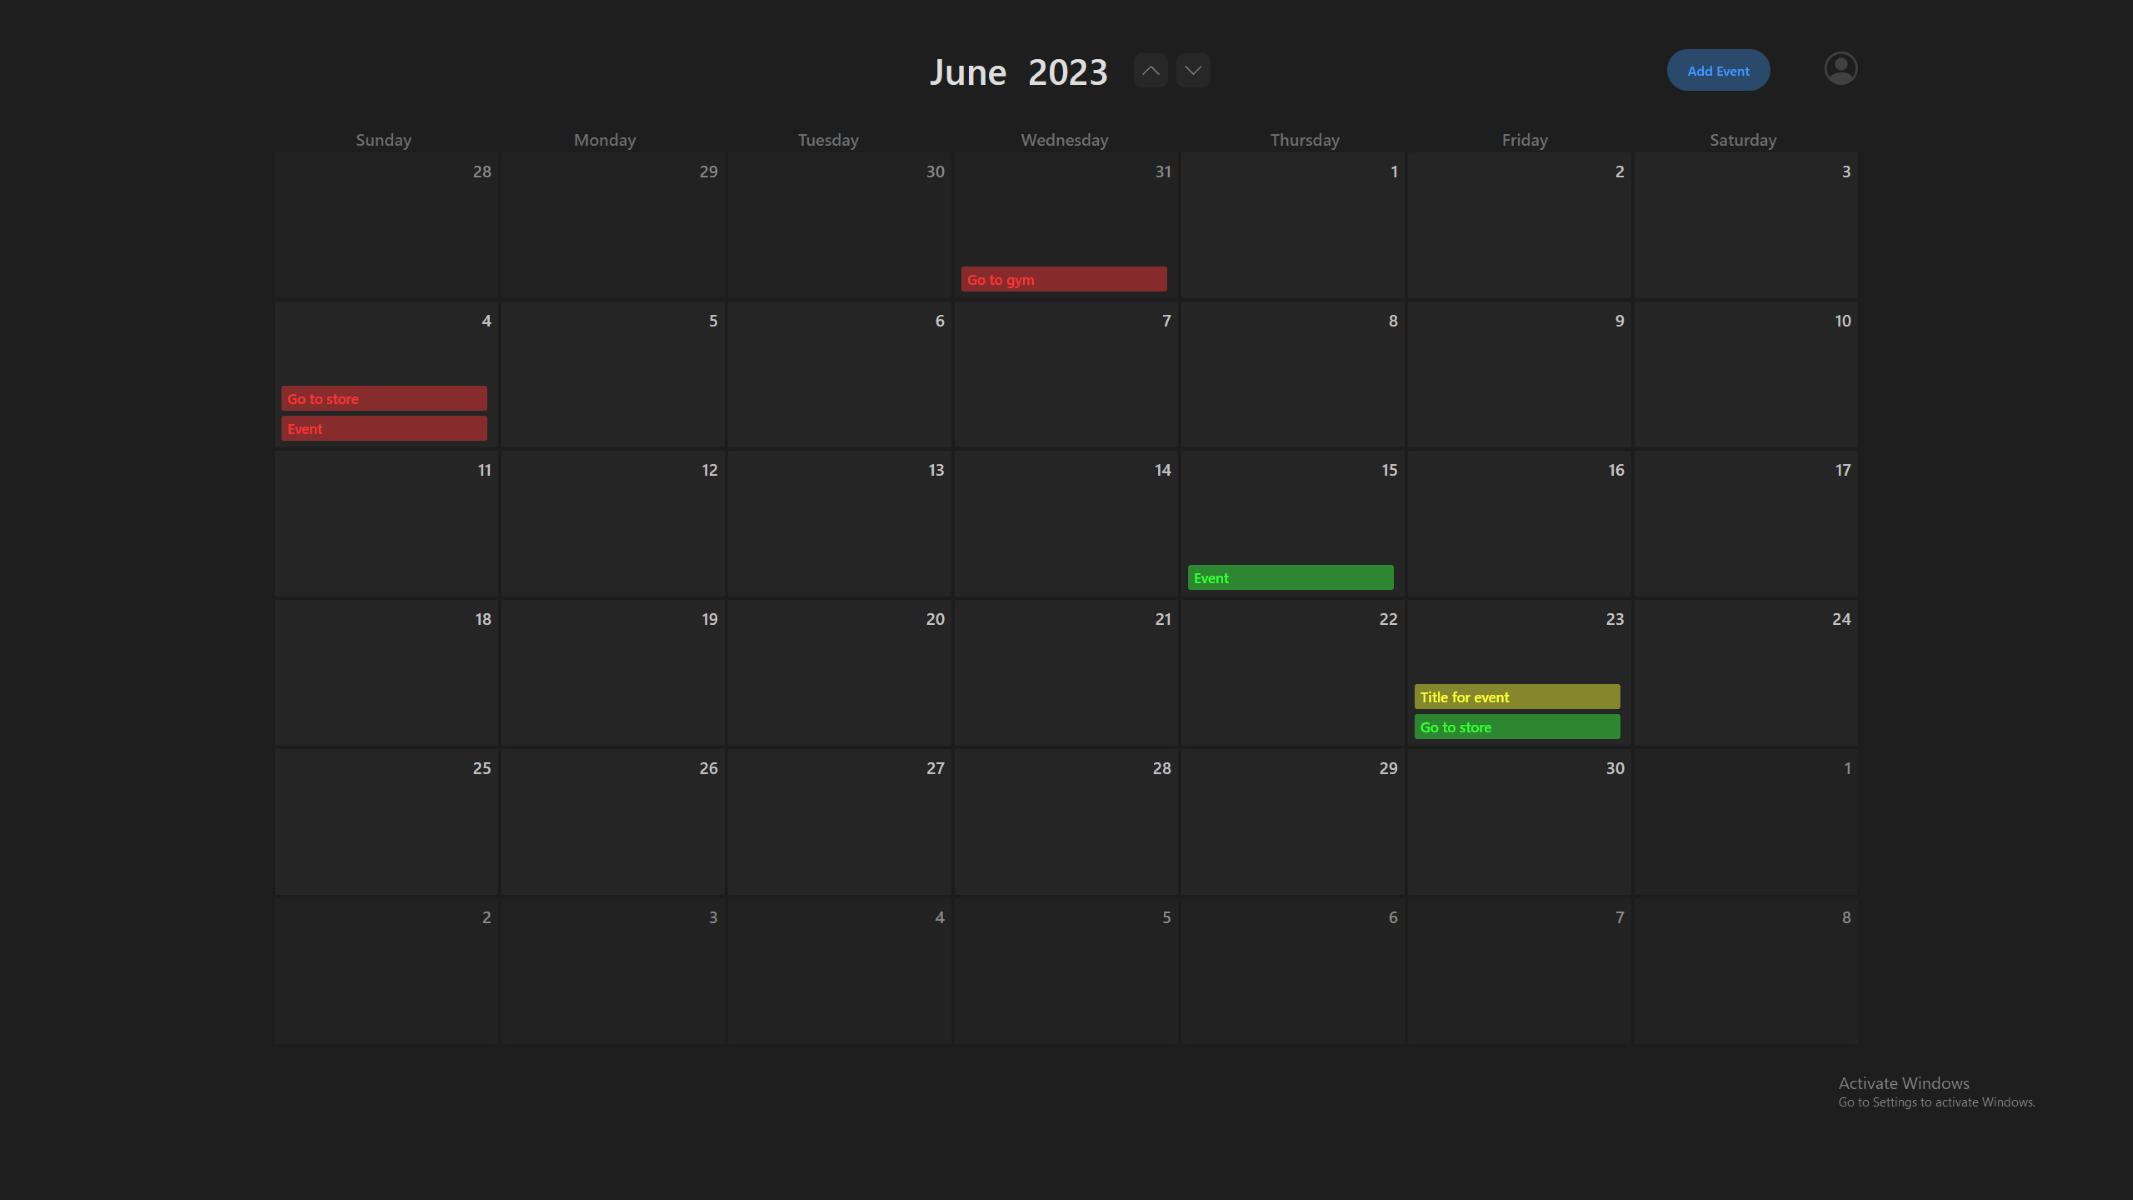 June 2023
Add Event
Sunday Monday Tuesday Wednesday Thursday Friday Saturday
28 29 30 31 1 2 3
Go to gym
4 5 6 7 8 9 10
Go to store
Event
11 12 13 14 15 16 17
Event
18 19 20 21 22 23 24
Title for event
Go to store
25 26 27 28 29 30 1
2 3 4 5 6 7 8
Activate Windows
Go to Settings to activate Windows.